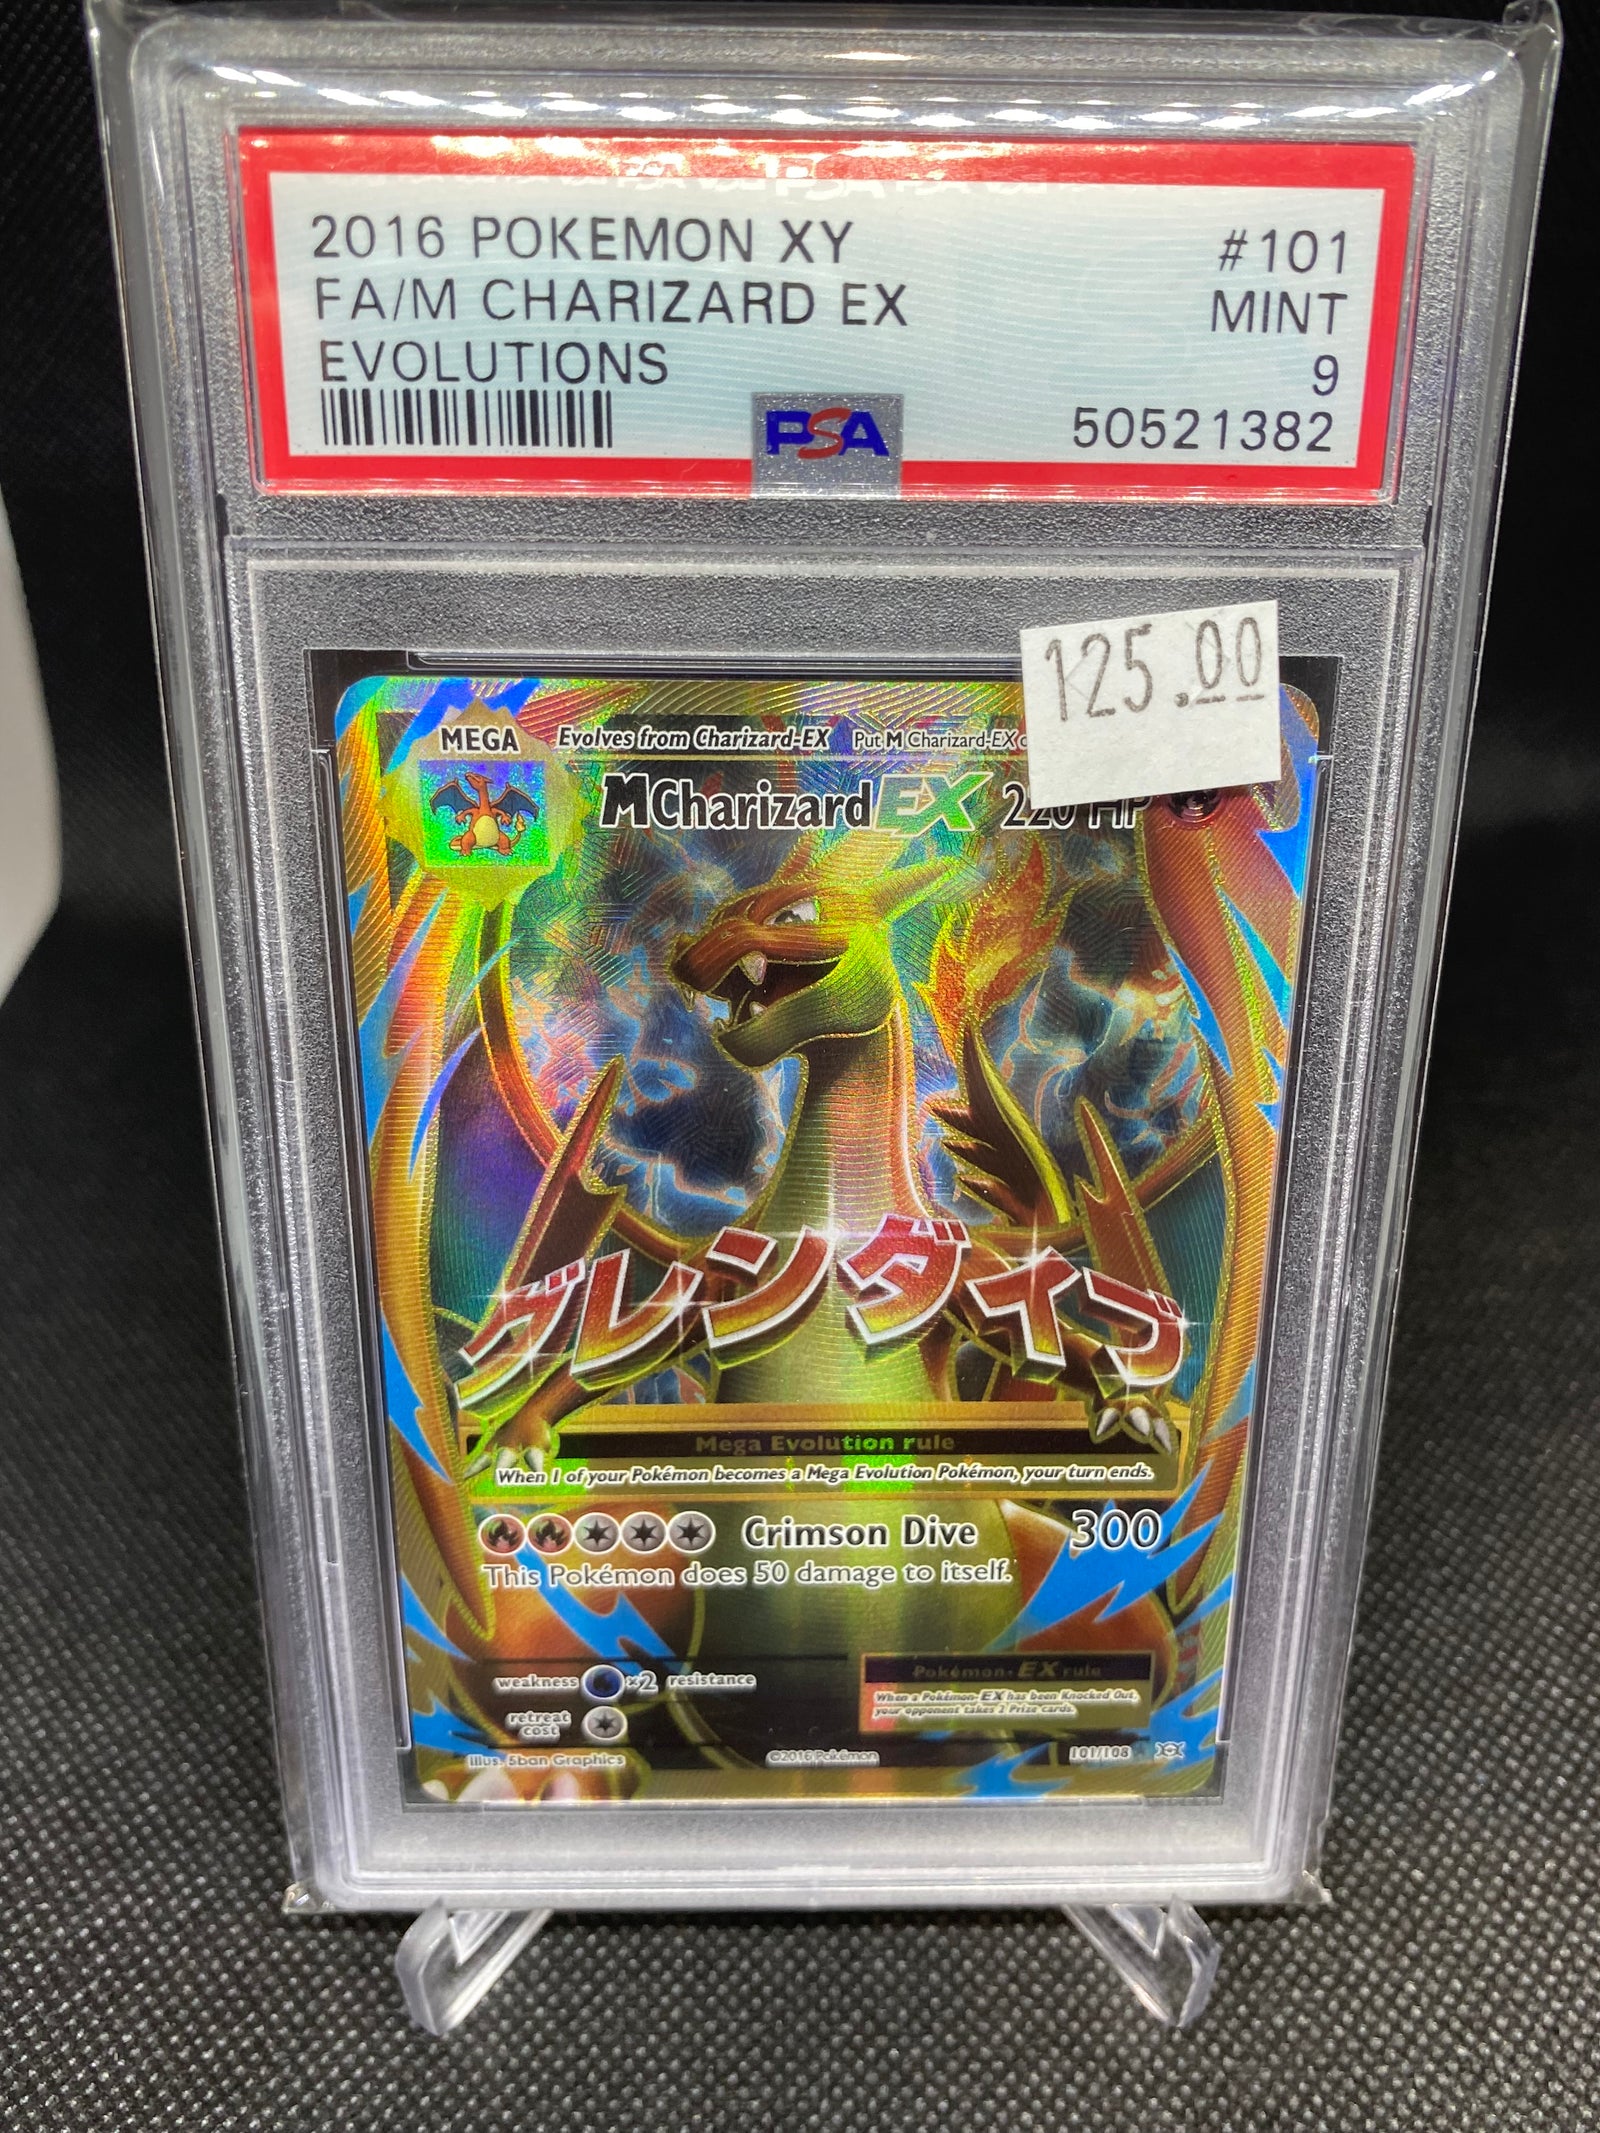 2016 POKEMON XY #101
FA/M CHARIZARD EX MINT
EVOLUTIONS 9
PSA 50521382
125.00
MEGA Evolves from Charizard-EX Put M Charizard-EX
M Charizard EX 220 HP
グレンダイブ
Mega Evolution rule
When 1 of your Pokémon becomes a Mega Evolution Pokémon, your turn ends.
Crimson Dive 300
This Pokémon does 50 damage to itself.
weakness ×2 resistance
retreat
cost
Pokémon-EX rule
When a Pokémon-EX has been Knocked Out,
your opponent takes 2 Prize cards.
Illus. 5ban Graphics ©2016 Pokémon 101/108